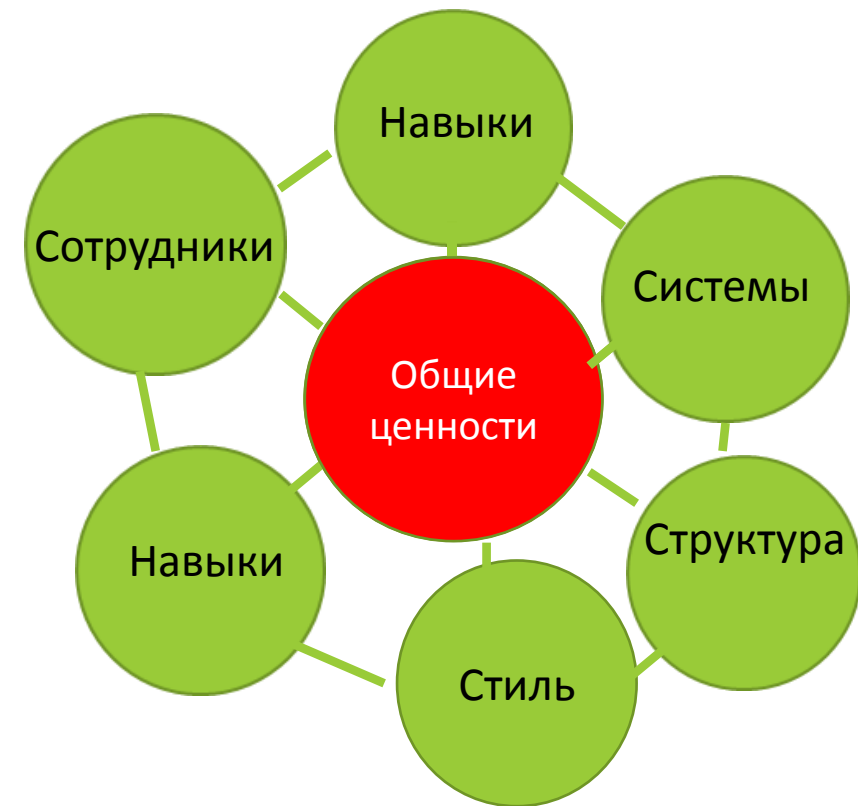 Навыки
Сотрудники
Системы
Общие
ценности
Структура
Навыки
Стиль